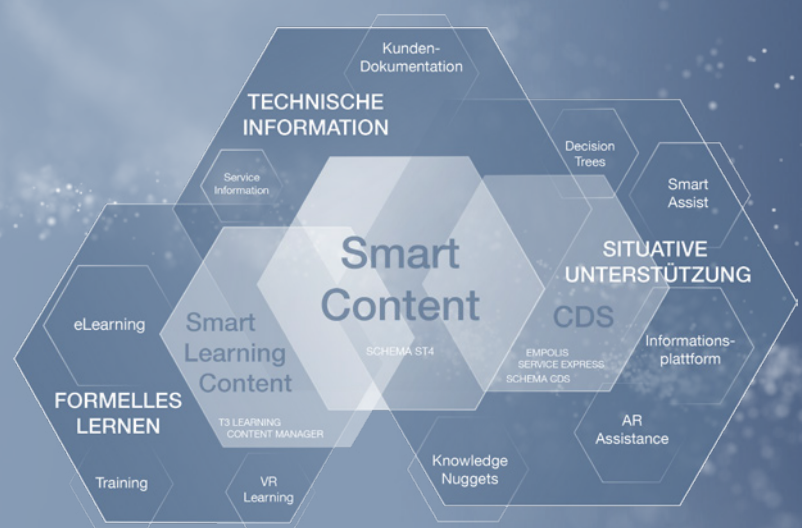 Kunden-
Dokumentation
TECHNISCHE
INFORMATION
Service
Information
Decision
Trees
Smart
Assist
SITUATIVE
UNTERSTÜTZUNG
Smart
Content
SCHEMA ST4
CDS
EMPOLIS
SERVICE EXPRESS
SCHEMA CDS
Informations-
plattform
AR
Assistance
Knowledge
Nuggets
eLearning
Smart
Learning
Content
T3 LEARNING
CONTENT MANAGER
FORMELLES
LERNEN
Training
VR
Learning